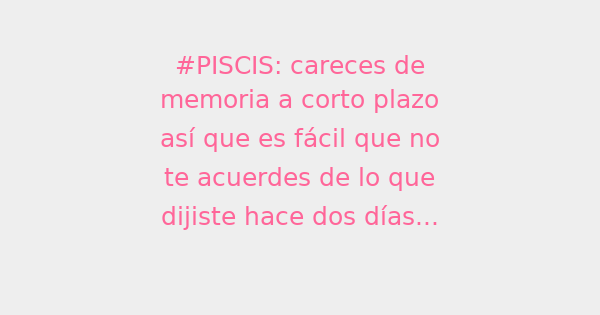 #PISCIS: careces de
memoria a corto plazo
así que es fácil que no
te acuerdes de lo que
dijiste hace dos días...